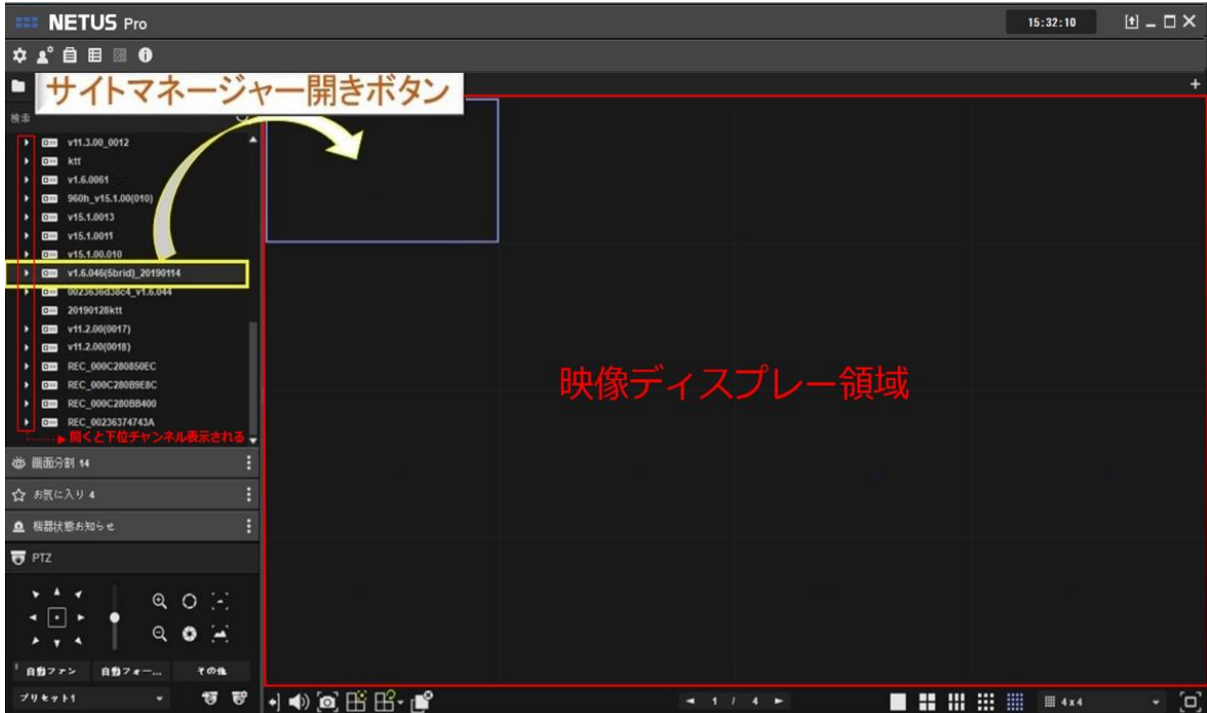 NETUS Pro
15:32:10
サイトマネージャー開きボタン
検索
v11.3.00_0012
ktt
v1.6.0061
960h_v15.1.00(010)
v15.1.0013
v15.1.0011
v15.1.00.010
v1.6.046(5brid)_20190114
0023636d38c4_v1.6.044
20190128ktt
v11.2.00(0017)
v11.2.00(0018)
REC_000C280850EC
REC_000C280B9E8C
REC_000C280BB400
REC_00236374743A
開くと下位チャンネル表示される
映像ディスプレー領域
画面分割 14
お気に入り 4
機器状態お知らせ
PTZ
自動ファン 自動フォー... その他
プリセット1
1 / 4
4x4